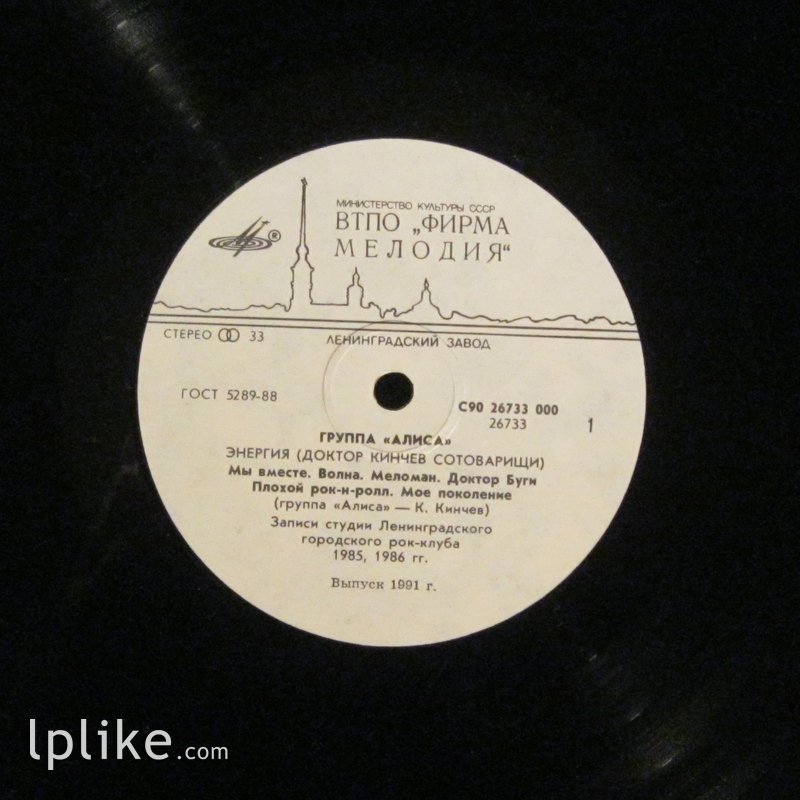 МИНИСТЕРСТВО КУЛЬТУРЫ СССР
ВТПО „ФИРМА
МЕЛОДИЯ“
®
СТЕРЕО 33
ЛЕНИНГРАДСКИЙ ЗАВОД
ГОСТ 5289-88
С90 26733 000
26733
1
ГРУППА «АЛИСА»
ЭНЕРГИЯ (ДОКТОР КИНЧЕВ СОТОВАРИЩИ)
Мы вместе. Волна. Меломан. Доктор Буги
Плохой рок-н-ролл. Мое поколение
(группа «Алиса» — К. Кинчев)
Записи студии Ленинградского
городского рок-клуба
1985, 1986 гг.
Выпуск 1991 г.
lplike.com